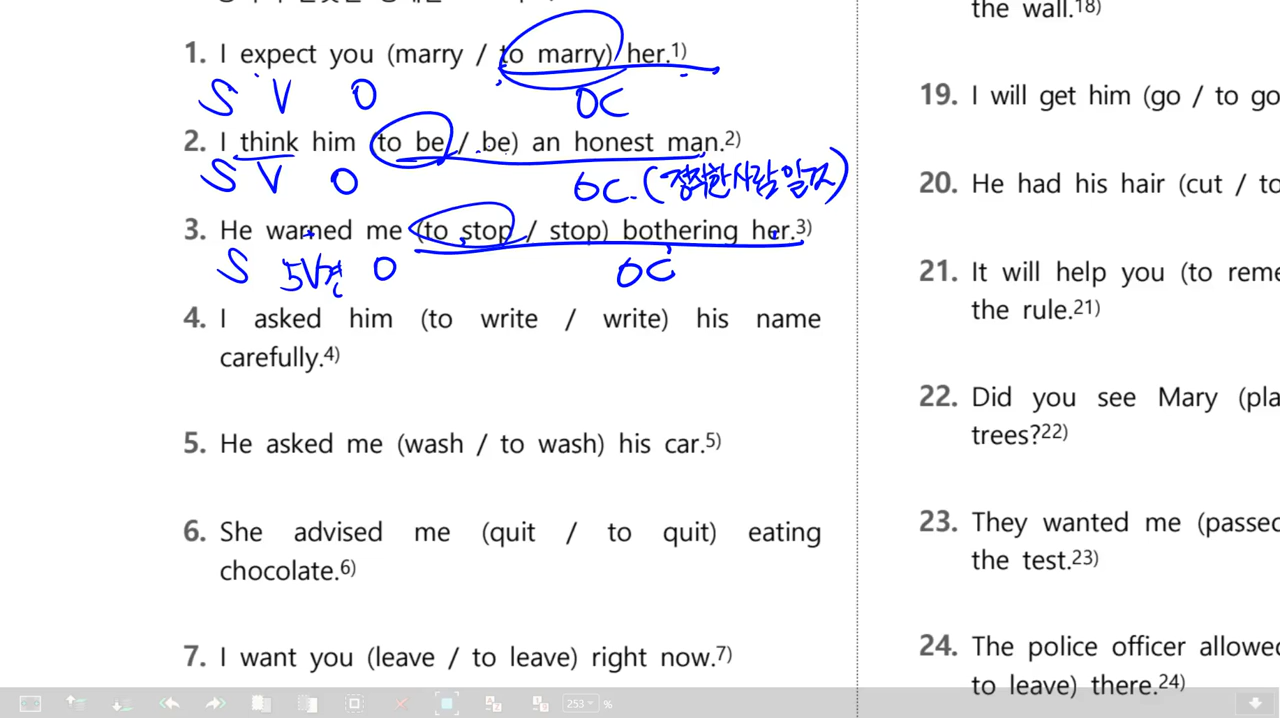 1. I expect you (marry / to marry) her.1)
S V O OC
2. I think him (to be / be) an honest man.2)
S V O OC. (정직한사람일것)
3. He warned me (to stop / stop) bothering her.3)
S 5V전 O OC
4. I asked him (to write / write) his name
carefully.4)
5. He asked me (wash / to wash) his car.5)
6. She advised me (quit / to quit) eating
chocolate.6)
7. I want you (leave / to leave) right now.7)
the wall.18)
19. I will get him (go / to go
20. He had his hair (cut / to
21. It will help you (to reme
the rule.21)
22. Did you see Mary (pla
trees?22)
23. They wanted me (passed
the test.23)
24. The police officer allowed
to leave) there.24)
253 %